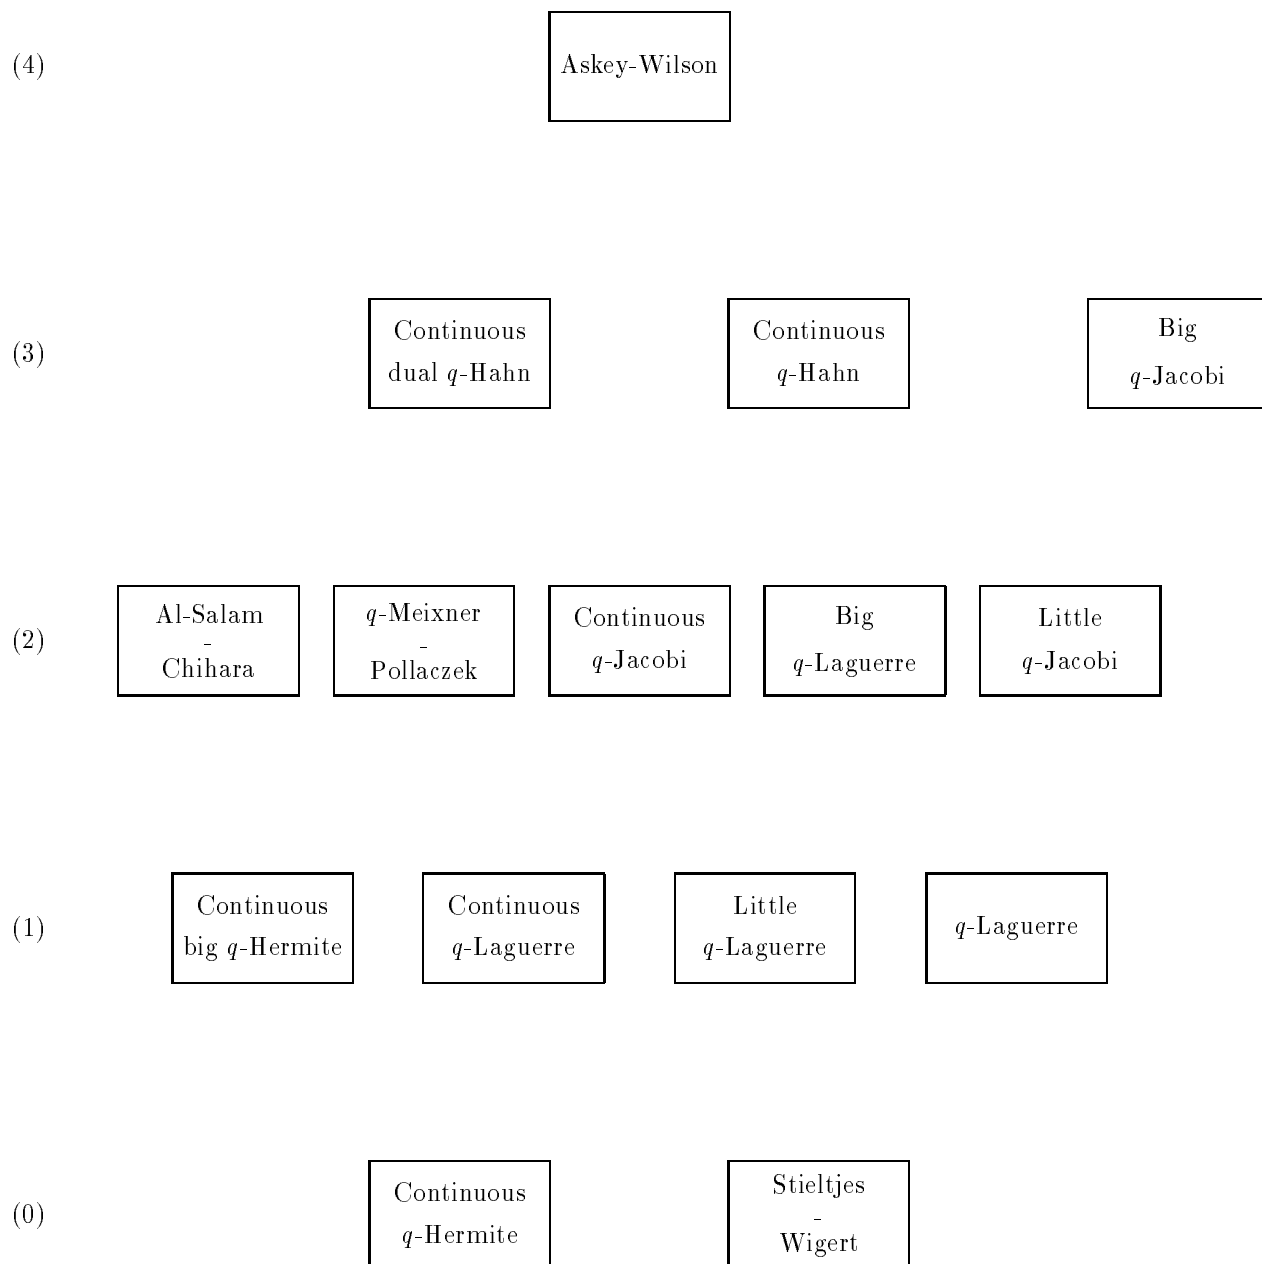 (4)
Askey-Wilson
(3)
Continuous
dual q-Hahn
Continuous
q-Hahn
Big
q-Jacobi
(2)
Al-Salam
-
Chihara
q-Meixner
-
Pollaczek
Continuous
q-Jacobi
Big
q-Laguerre
Little
q-Jacobi
(1)
Continuous
big q-Hermite
Continuous
q-Laguerre
Little
q-Laguerre
q-Laguerre
(0)
Continuous
q-Hermite
Stieltjes
-
Wigert